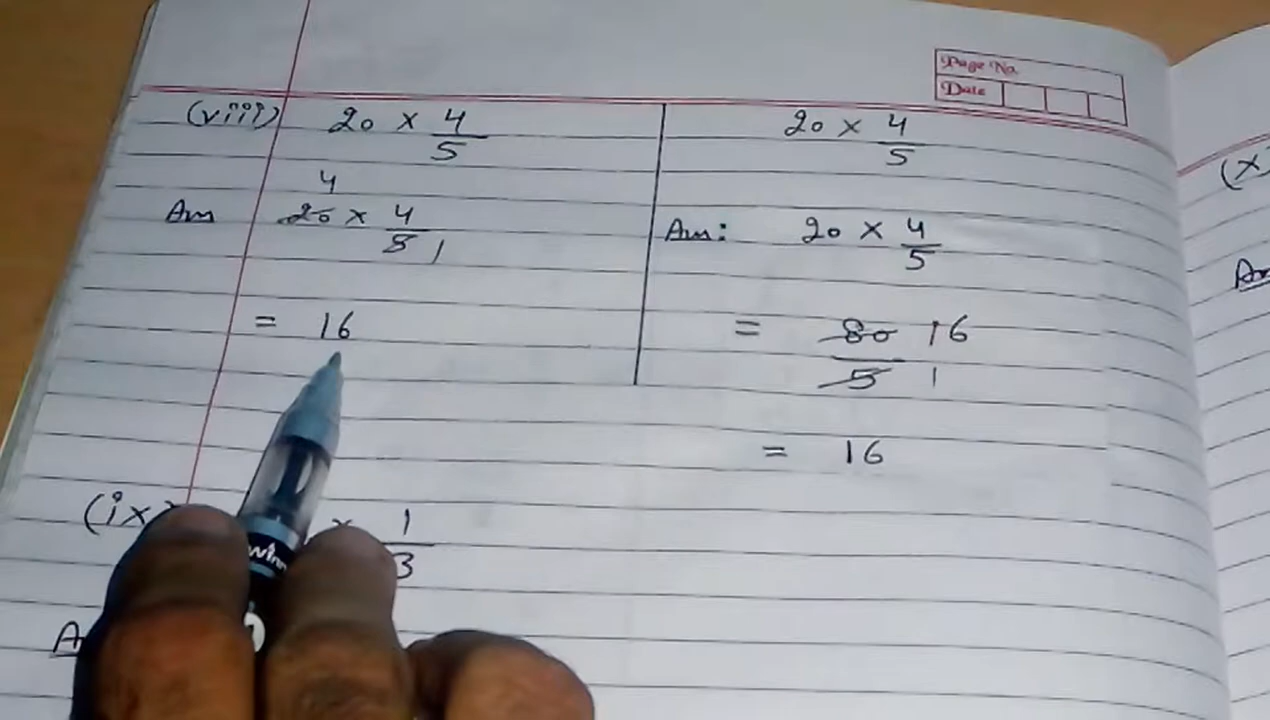 Page No.
Date
(viii) 20 × 4/5
4
Ans 20 × 4/5 1
= 16
20 × 4/5
Ans: 20 × 4/5
= 80/5 16/1
= 16
(ix) × 1/3
(x)